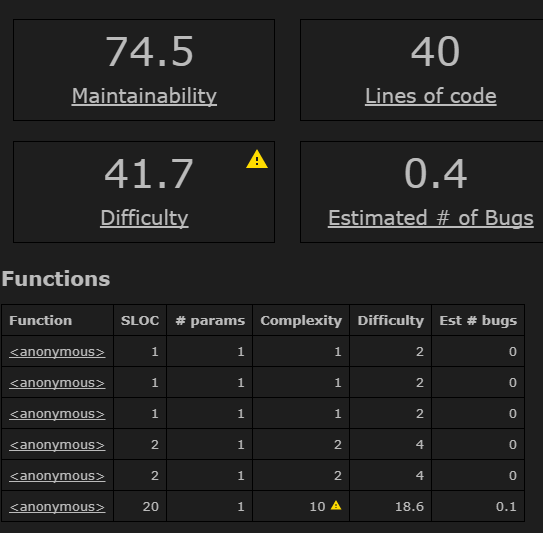 74.5 40
Maintainability Lines of code
41.7 0.4
Difficulty Estimated # of Bugs
Functions
Function SLOC # params Complexity Difficulty Est # bugs
<anonymous> 1 1 1 2 0
<anonymous> 1 1 1 2 0
<anonymous> 1 1 1 2 0
<anonymous> 2 1 2 4 0
<anonymous> 2 1 2 4 0
<anonymous> 20 1 10 18.6 0.1